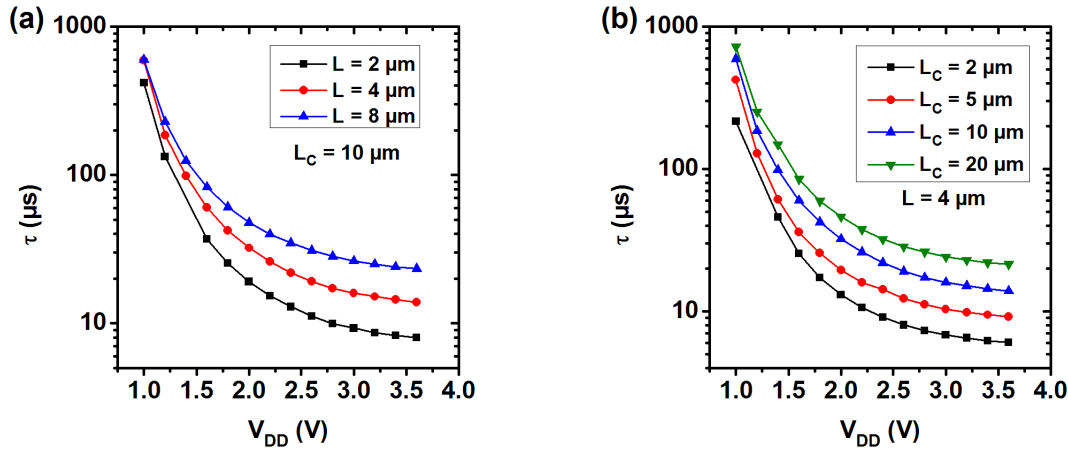 (a)
1000
100
10
τ (µs)
L = 2 µm
L = 4 µm
L = 8 µm
L_C = 10 µm
1.0 1.5 2.0 2.5 3.0 3.5 4.0
V_DD (V)
(b)
1000
100
10
τ (µs)
L_C = 2 µm
L_C = 5 µm
L_C = 10 µm
L_C = 20 µm
L = 4 µm
1.0 1.5 2.0 2.5 3.0 3.5 4.0
V_DD (V)